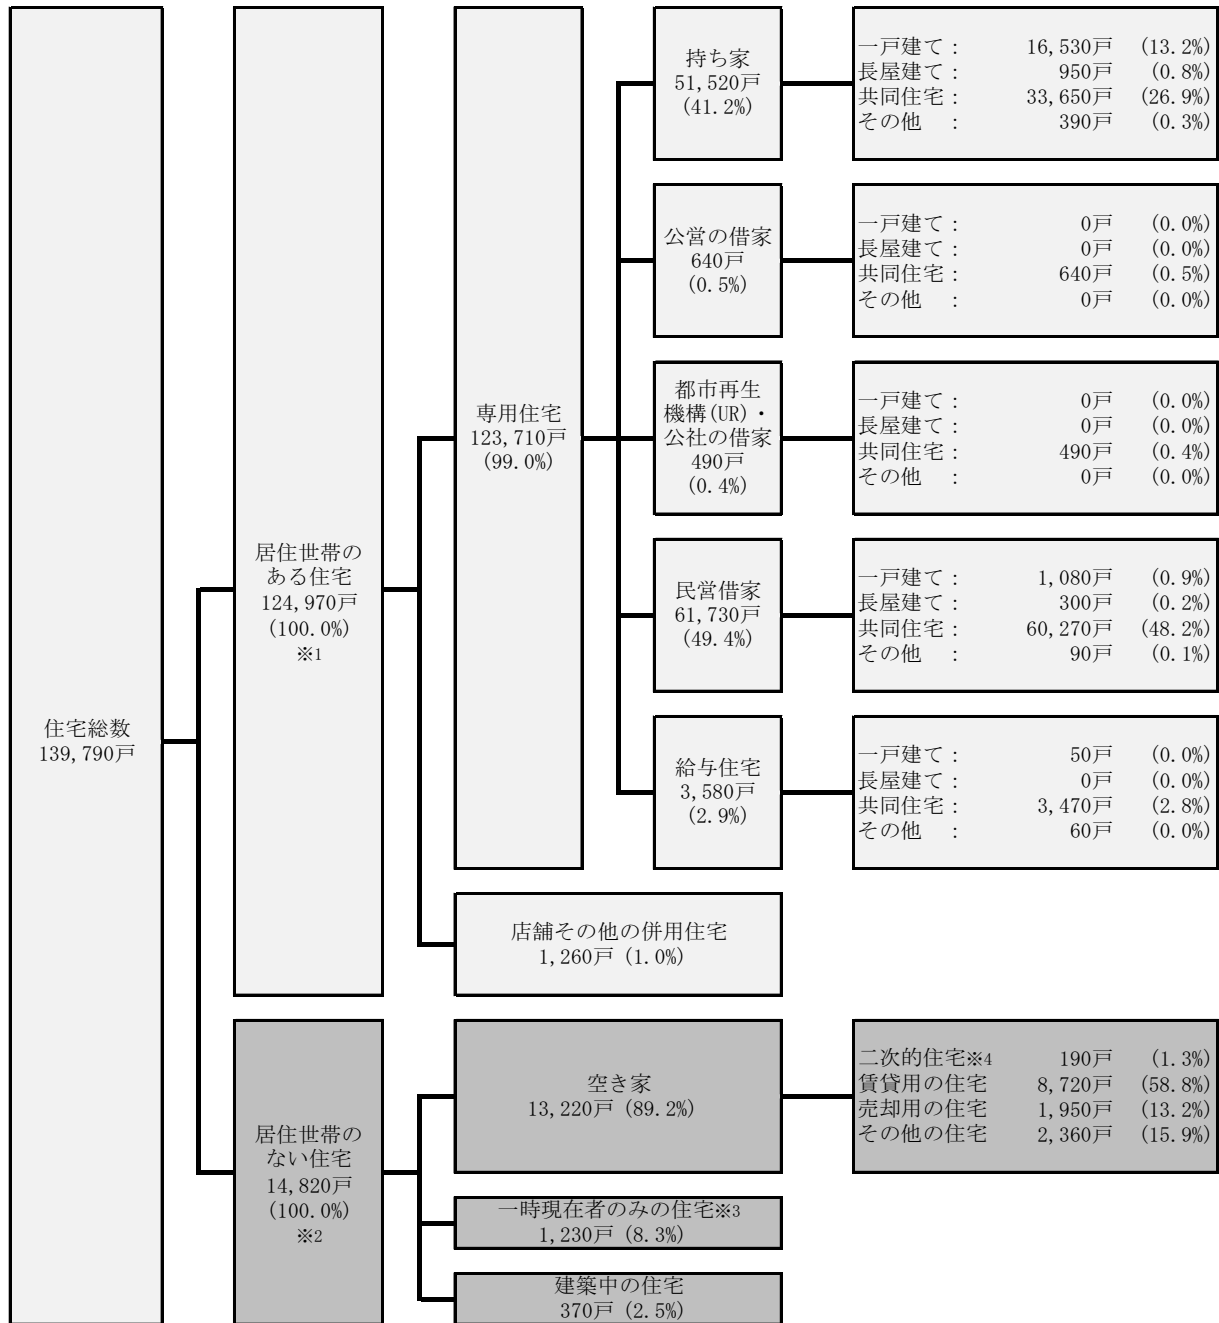 住宅総数
139,790戸
居住世帯の
ある住宅
124,970戸
(100.0%)
※1
専用住宅
123,710戸
(99.0%)
持ち家
51,520戸
(41.2%)
一戸建て： 16,530戸 (13.2%)
長屋建て： 950戸 (0.8%)
共同住宅： 33,650戸 (26.9%)
その他 ： 390戸 (0.3%)
公営の借家
640戸
(0.5%)
一戸建て： 0戸 (0.0%)
長屋建て： 0戸 (0.0%)
共同住宅： 640戸 (0.5%)
その他 ： 0戸 (0.0%)
都市再生
機構(UR)・
公社の借家
490戸
(0.4%)
一戸建て： 0戸 (0.0%)
長屋建て： 0戸 (0.0%)
共同住宅： 490戸 (0.4%)
その他 ： 0戸 (0.0%)
民営借家
61,730戸
(49.4%)
一戸建て： 1,080戸 (0.9%)
長屋建て： 300戸 (0.2%)
共同住宅： 60,270戸 (48.2%)
その他 ： 90戸 (0.1%)
給与住宅
3,580戸
(2.9%)
一戸建て： 50戸 (0.0%)
長屋建て： 0戸 (0.0%)
共同住宅： 3,470戸 (2.8%)
その他 ： 60戸 (0.0%)
店舗その他の併用住宅
1,260戸 (1.0%)
居住世帯の
ない住宅
14,820戸
(100.0%)
※2
空き家
13,220戸 (89.2%)
二次的住宅※4 190戸 (1.3%)
賃貸用の住宅 8,720戸 (58.8%)
売却用の住宅 1,950戸 (13.2%)
その他の住宅 2,360戸 (15.9%)
一時現在者のみの住宅※3
1,230戸 (8.3%)
建築中の住宅
370戸 (2.5%)